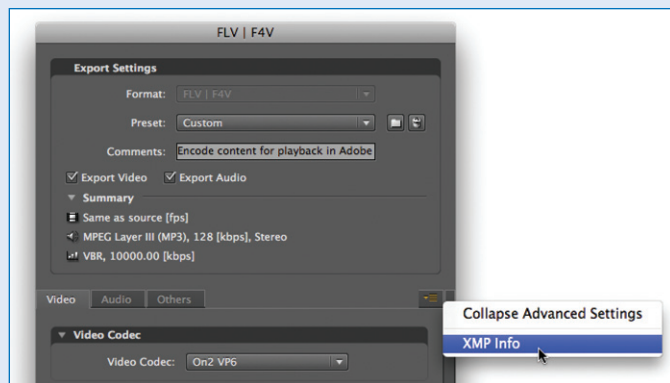 FLV | F4V
Export Settings
Format: FLV | F4V
Preset: Custom
Comments: Encode content for playback in Adobe
Export Video Export Audio
Summary
Same as source [fps]
MPEG Layer III (MP3), 128 [kbps], Stereo
VBR, 10000.00 [kbps]
Video Audio Others
Collapse Advanced Settings
XMP Info
Video Codec
Video Codec: On2 VP6